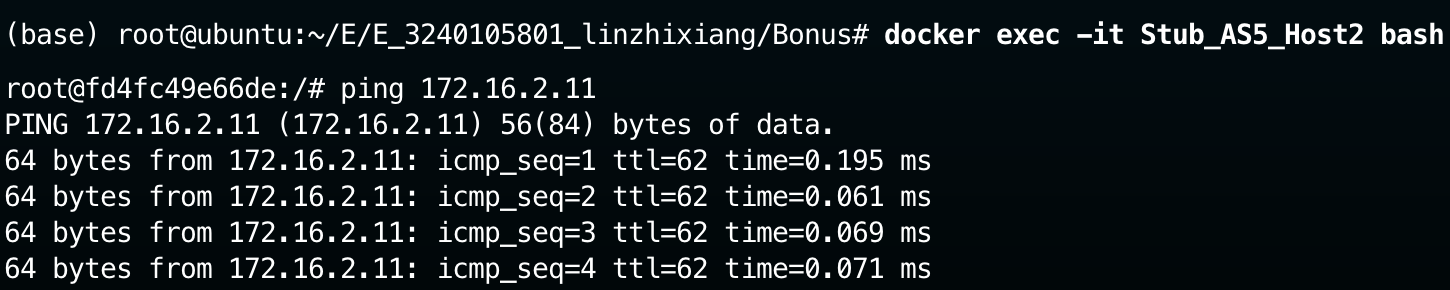 (base) root@ubuntu:~/E/E_3240105801_linzhixiang/Bonus# docker exec -it Stub_AS5_Host2 bash
root@fd4fc49e66de:/# ping 172.16.2.11
PING 172.16.2.11 (172.16.2.11) 56(84) bytes of data.
64 bytes from 172.16.2.11: icmp_seq=1 ttl=62 time=0.195 ms
64 bytes from 172.16.2.11: icmp_seq=2 ttl=62 time=0.061 ms
64 bytes from 172.16.2.11: icmp_seq=3 ttl=62 time=0.069 ms
64 bytes from 172.16.2.11: icmp_seq=4 ttl=62 time=0.071 ms